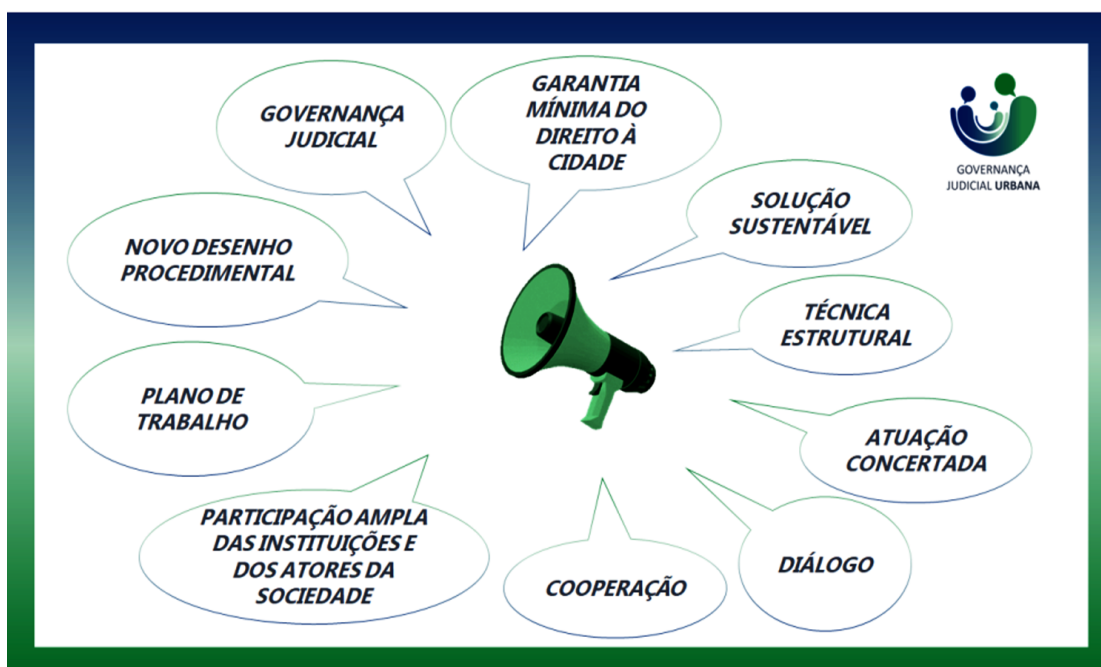 GOVERNANÇA
JUDICIAL
GARANTIA
MÍNIMA DO
DIREITO À
CIDADE
GOVERNANÇA
JUDICIAL URBANA
SOLUÇÃO
SUSTENTÁVEL
NOVO DESENHO
PROCEDIMENTAL
TÉCNICA
ESTRUTURAL
PLANO DE
TRABALHO
ATUAÇÃO
CONCERTADA
PARTICIPAÇÃO AMPLA
DAS INSTITUIÇÕES E
DOS ATORES DA
SOCIEDADE
COOPERAÇÃO
DIÁLOGO